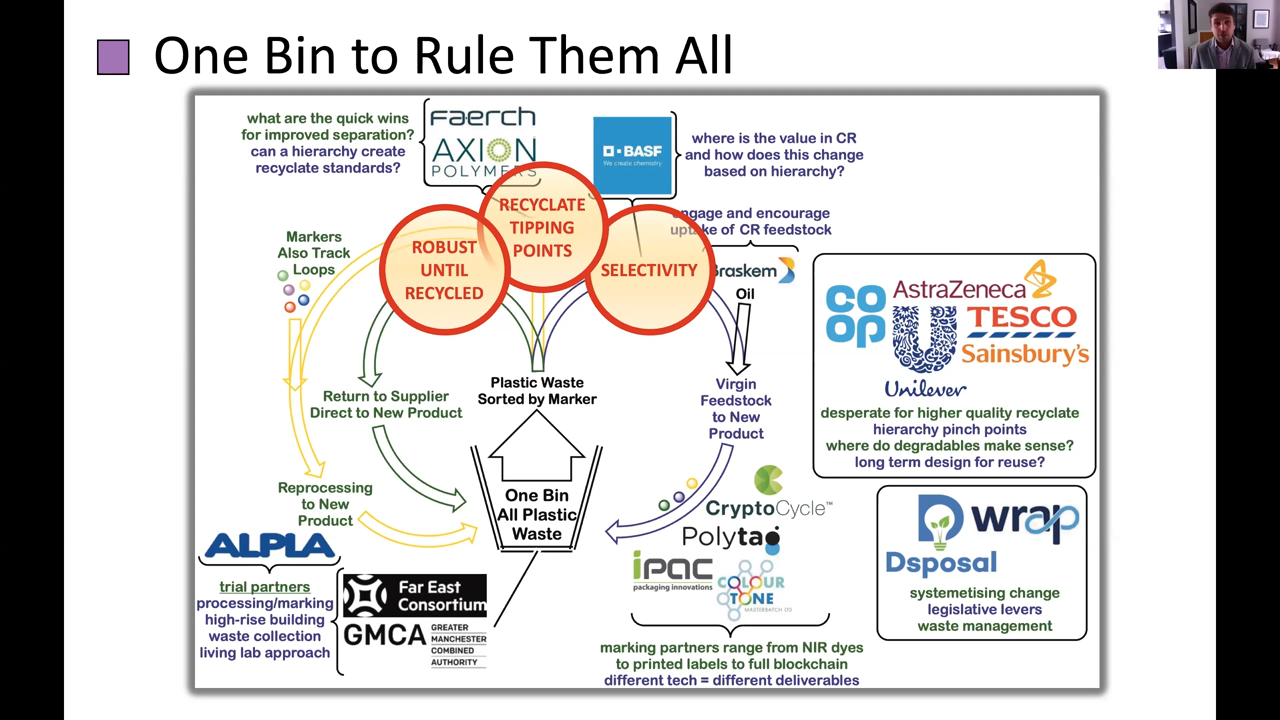 One Bin to Rule Them All
what are the quick wins
for improved separation?
can a hierarchy create
recyclate standards?
faerch
AXION
POLYMERS
BASF
We create chemistry
where is the value in CR
and how does this change
based on hierarchy?
engage and encourage
uptake of CR feedstock
Braskem
Oil
RECYCLATE
TIPPING
POINTS
ROBUST
UNTIL
RECYCLED
SELECTIVITY
Markers
Also Track
Loops
Return to Supplier
Direct to New Product
Plastic Waste
Sorted by Marker
Virgin
Feedstock
to New
Product
Reprocessing
to New
Product
One Bin
All Plastic
Waste
COOP
AstraZeneca
TESCO
Sainsbury's
Unilever
desperate for higher quality recyclate
hierarchy pinch points
where do degradables make sense?
long term design for reuse?
ALPLA
trial partners
processing/marking
high-rise building
waste collection
living lab approach
Far East
Consortium
GMCA
GREATER
MANCHESTER
COMBINED
AUTHORITY
CryptoCycle™
Polytag
ipac
packaging innovations
COLOUR
TONE
MASTERBATCH LTD
marking partners range from NIR dyes
to printed labels to full blockchain
different tech = different deliverables
wrap
Dsposal
systemetising change
legislative levers
waste management